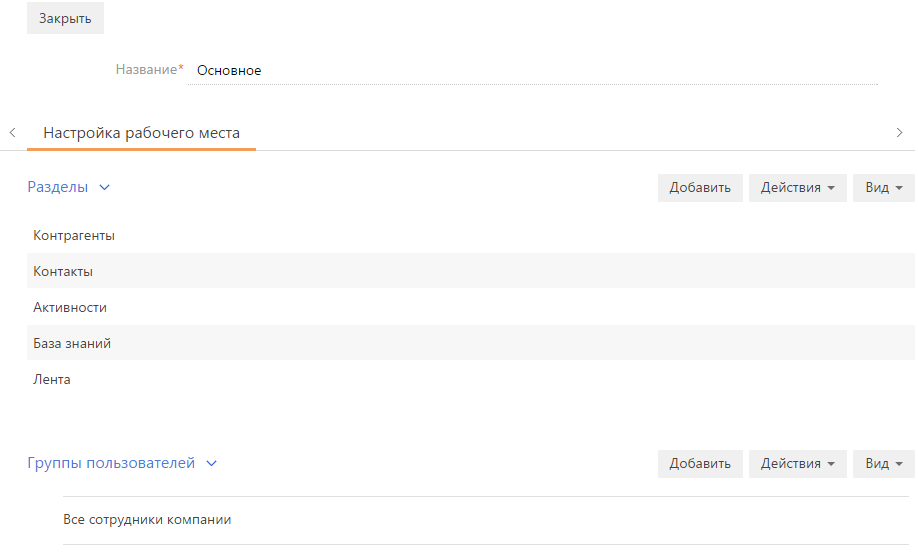 Закрыть
Название* Основное
Настройка рабочего места
Разделы Добавить Действия Вид
Контрагенты
Контакты
Активности
База знаний
Лента
Группы пользователей Добавить Действия Вид
Все сотрудники компании